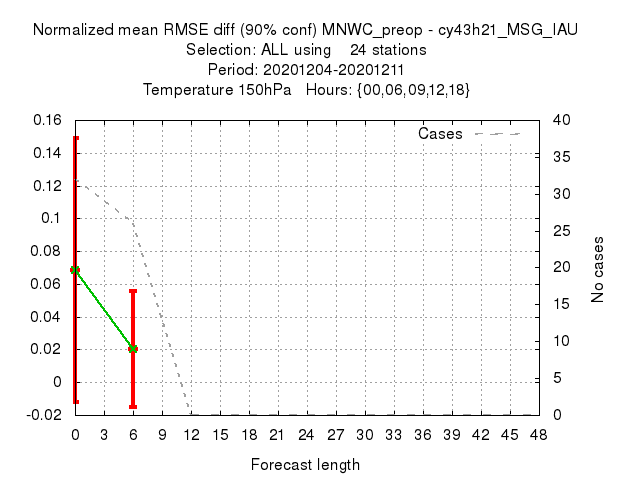 Normalized mean RMSE diff (90% conf) MNWC_preop - cy43h21_MSG_IAU
Selection: ALL using 24 stations
Period: 20201204-20201211
Temperature 150hPa Hours: {00,06,09,12,18}
0.16 40
Cases
0.14 35
0.12 30
0.1 25
0.08
0.06 20
0.04 15
0.02 10
0 5
-0.02 0
No cases
0 3 6 9 12 15 18 21 24 27 30 33 36 39 42 45 48
Forecast length